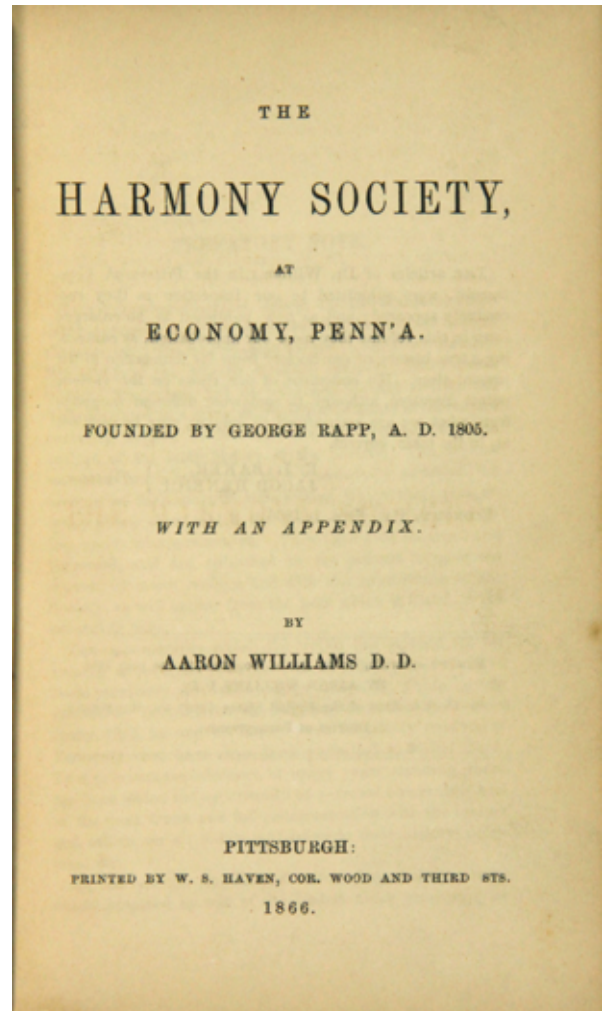 THE
HARMONY SOCIETY,
AT
ECONOMY, PENN'A.
FOUNDED BY GEORGE RAPP, A. D. 1805.
WITH AN APPENDIX.
BY
AARON WILLIAMS D. D.
PITTSBURGH:
PRINTED BY W. S. HAVEN, COR. WOOD AND THIRD STS.
1866.